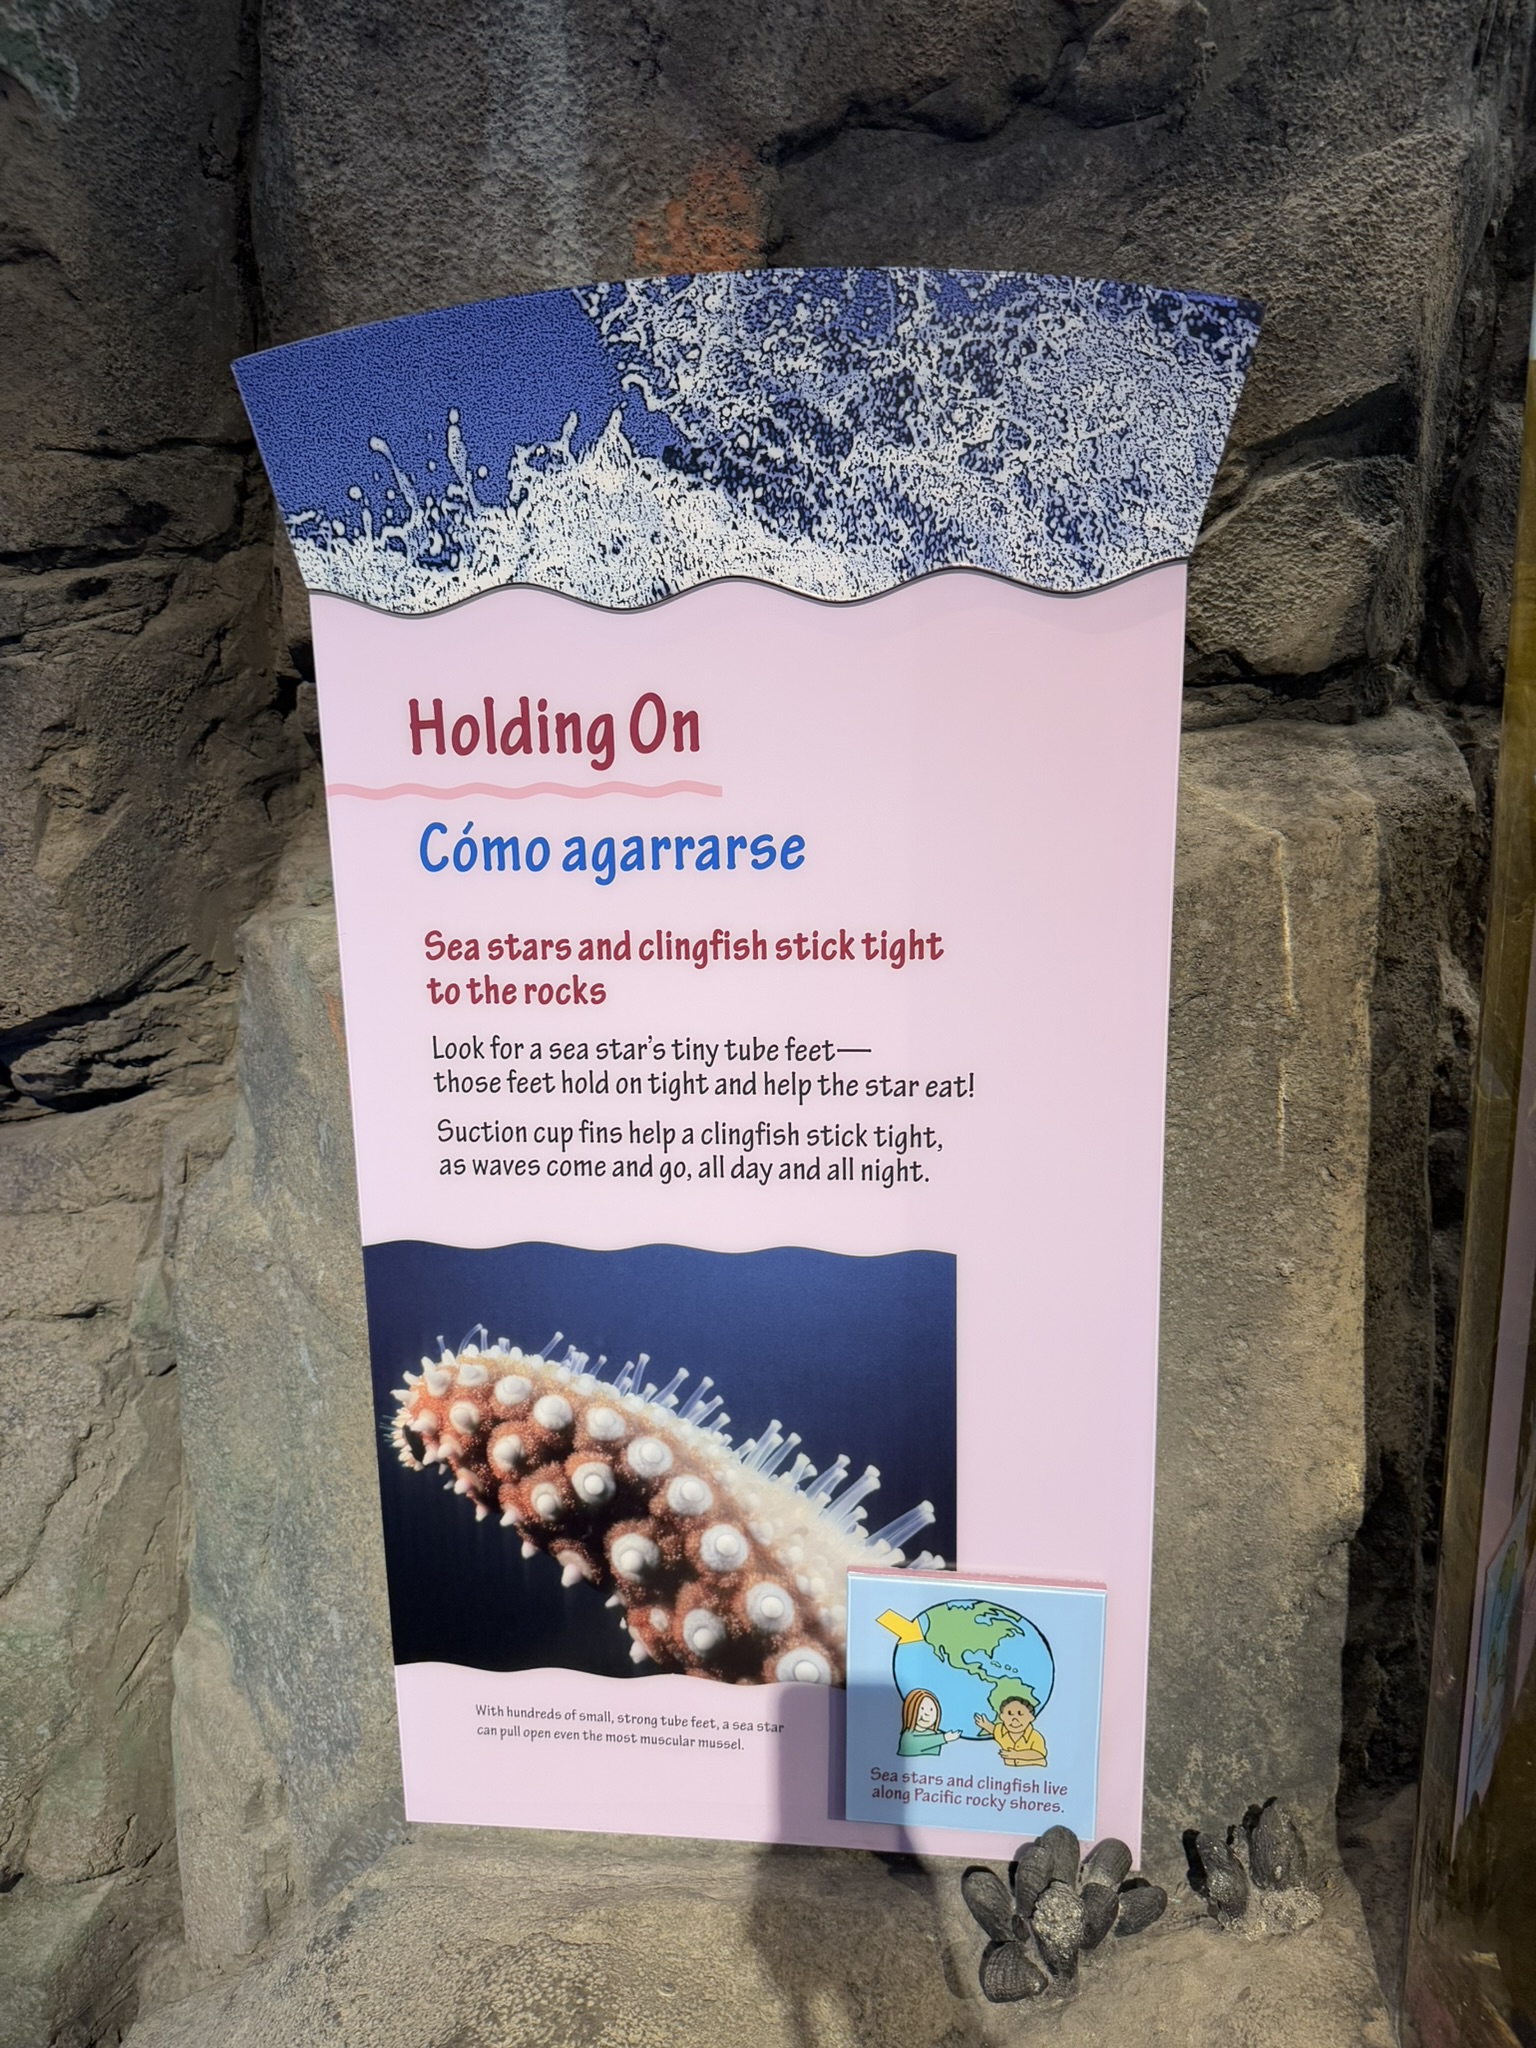 Holding On
Cómo agarrarse
Sea stars and clingfish stick tight
to the rocks
Look for a sea star's tiny tube feet—
those feet hold on tight and help the star eat!
Suction cup fins help a clingfish stick tight,
as waves come and go, all day and all night.
With hundreds of small, strong tube feet, a sea star
can pull open even the most muscular mussel.
Sea stars and clingfish live
along Pacific rocky shores.